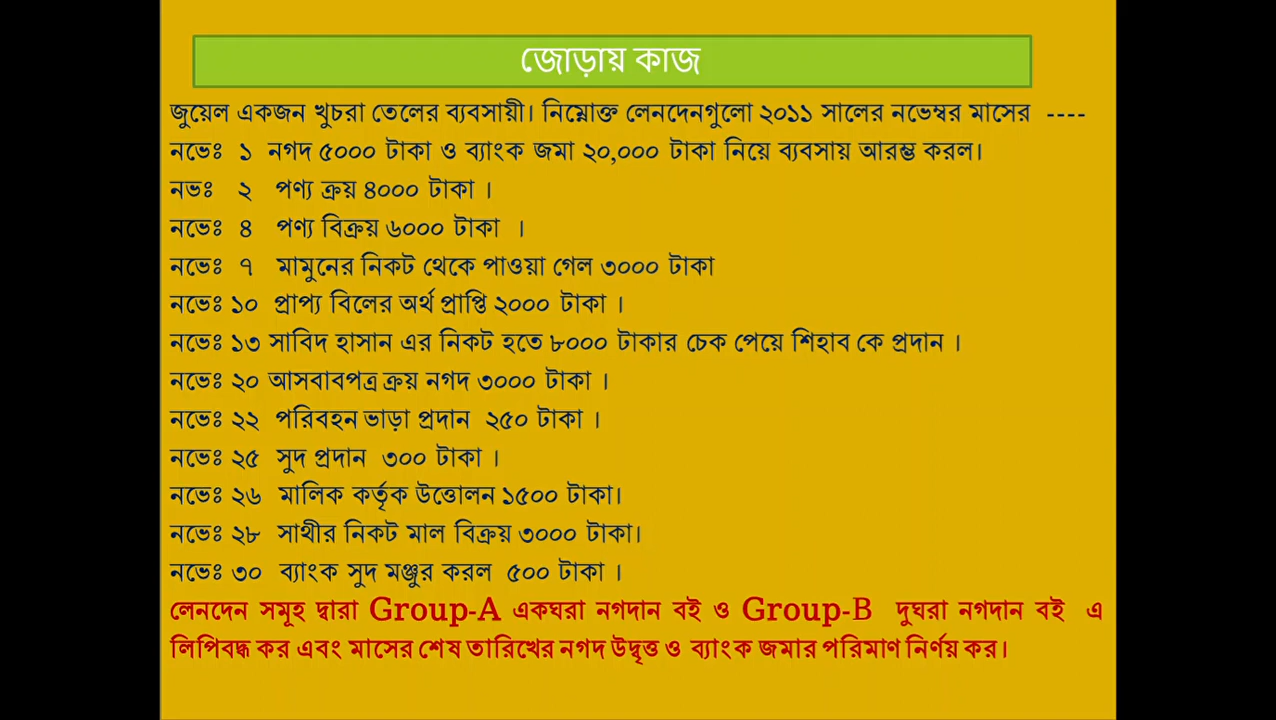 জোড়ায় কাজ
জুয়েল একজন খুচরা তেলের ব্যবসায়ী। নিম্নোক্ত লেনদেনগুলো ২০১১ সালের নভেম্বর মাসের ----
নভেঃ ১ নগদ ৫০০০ টাকা ও ব্যাংক জমা ২০,০০০ টাকা নিয়ে ব্যবসায় আরম্ভ করল।
নভঃ ২ পণ্য ক্রয় ৪০০০ টাকা ।
নভেঃ ৪ পণ্য বিক্রয় ৬০০০ টাকা ।
নভেঃ ৭ মামুনের নিকট থেকে পাওয়া গেল ৩০০০ টাকা
নভেঃ ১০ প্রাপ্য বিলের অর্থ প্রাপ্তি ২০০০ টাকা ।
নভেঃ ১৩ সাবিদ হাসান এর নিকট হতে ৮০০০ টাকার চেক পেয়ে শিহাব কে প্রদান ।
নভেঃ ২০ আসবাবপত্র ক্রয় নগদ ৩০০০ টাকা ।
নভেঃ ২২ পরিবহন ভাড়া প্রদান ২৫০ টাকা ।
নভেঃ ২৫ সুদ প্রদান ৩০০ টাকা ।
নভেঃ ২৬ মালিক কর্তৃক উত্তোলন ১৫০০ টাকা।
নভেঃ ২৮ সাথীর নিকট মাল বিক্রয় ৩০০০ টাকা।
নভেঃ ৩০ ব্যাংক সুদ মঞ্জুর করল ৫০০ টাকা ।
লেনদেন সমূহ দ্বারা Group-A একঘরা নগদান বই ও Group-B দুঘরা নগদান বই এ
লিপিবদ্ধ কর এবং মাসের শেষ তারিখের নগদ উদ্বৃত্ত ও ব্যাংক জমার পরিমাণ নির্ণয় কর।